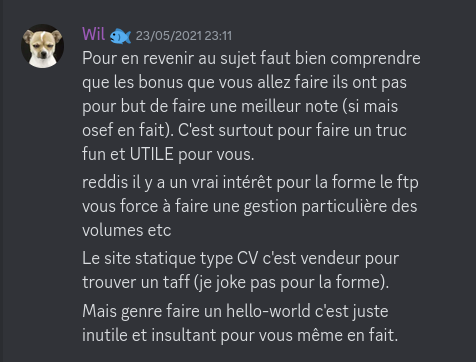 Wil 🐟 23/05/2021 23:11
Pour en revenir au sujet faut bien comprendre
que les bonus que vous allez faire ils ont pas
pour but de faire une meilleur note (si mais
osef en fait). C'est surtout pour faire un truc
fun et UTILE pour vous.
reddis il y a un vrai intérêt pour la forme le ftp
vous force à faire une gestion particulière des
volumes etc
Le site statique type CV c'est vendeur pour
trouver un taff (je joke pas pour la forme).
Mais genre faire un hello-world c'est juste
inutile et insultant pour vous même en fait.